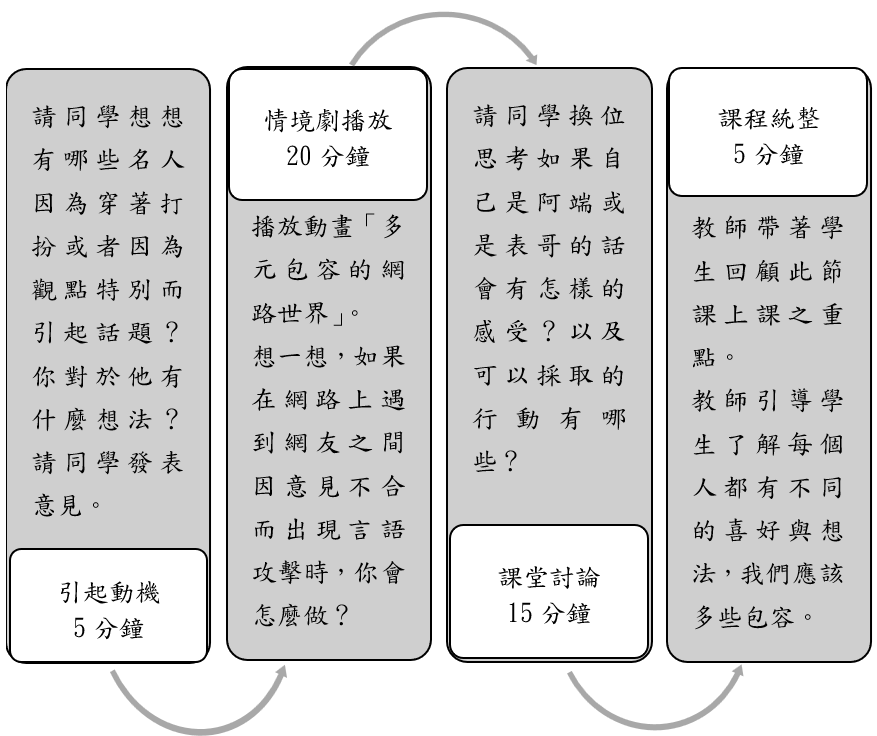 請同學想想
有哪些名人
因為穿著打
扮或者因為
觀點特別而
引起話題？
你對於他有
什麼想法？
請同學發表
意見。
引起動機
5 分鐘
情境劇播放
20 分鐘
播放動畫「多
元包容的網
路世界」。
想一想，如果
在網路上遇
到網友之間
因意見不合
而出現言語
攻擊時，你會
怎麼做？
請同學換位
思考如果自
己是阿端或
是表哥的話
會有怎樣的
感受？以及
可以採取的
行動有哪
些？
課堂討論
15 分鐘
課程統整
5 分鐘
教師帶著學
生回顧此節
課上課之重
點。
教師引導學
生了解每個
人都有不同
的喜好與想
法，我們應該
多些包容。